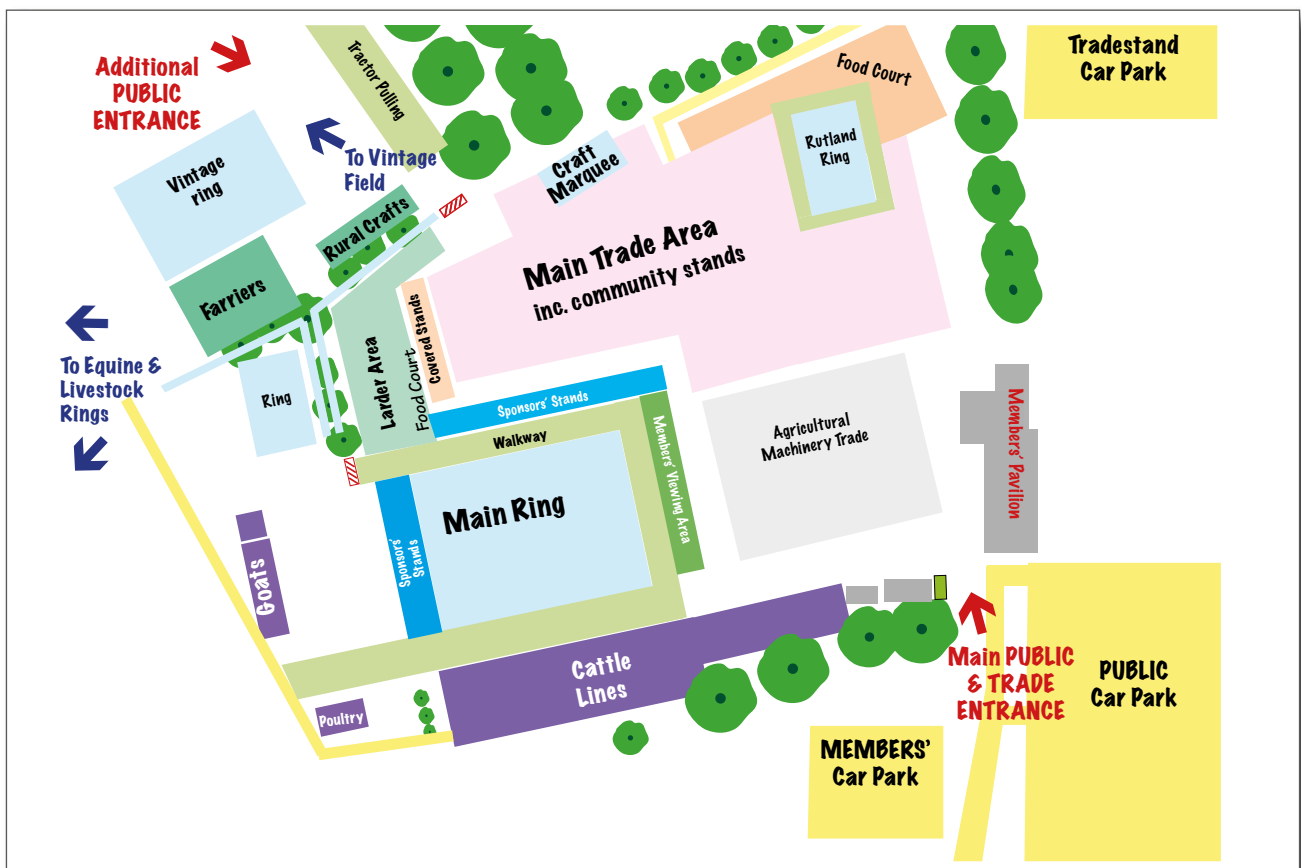 Additional
PUBLIC
ENTRANCE
Tractor Pulling
Food Court
Tradestand
Car Park
Vintage
ring
To Vintage
Field
Craft
Marquee
Rutland
Ring
Rural Crafts
Main Trade Area
inc. community stands
Farriers
To Equine &
Livestock
Rings
Ring
Larder Area
Food Court
Covered Stands
Sponsors' Stands
Walkway
Members' Viewing Area
Agricultural
Machinery Trade
Members' Pavilion
Main Ring
Sponsors'
Stands
Goats
Cattle
Lines
Poultry
Main PUBLIC
& TRADE
ENTRANCE
PUBLIC
Car Park
MEMBERS'
Car Park